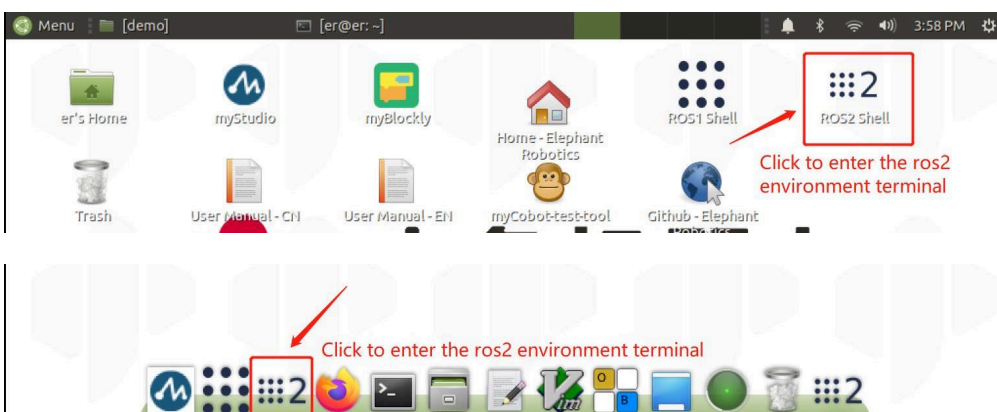 Menu [demo] [er@er: ~] 3:58 PM
er's Home myStudio myBlockly ROS1 Shell 2 ROS2 Shell
Home - Elephant
Robotics
Click to enter the ros2
environment terminal
Trash User Manual - CN User Manual - EN myCobot-test-tool Github - Elephant
Robotics
Click to enter the ros2 environment terminal
2 >_ Vim O B 2